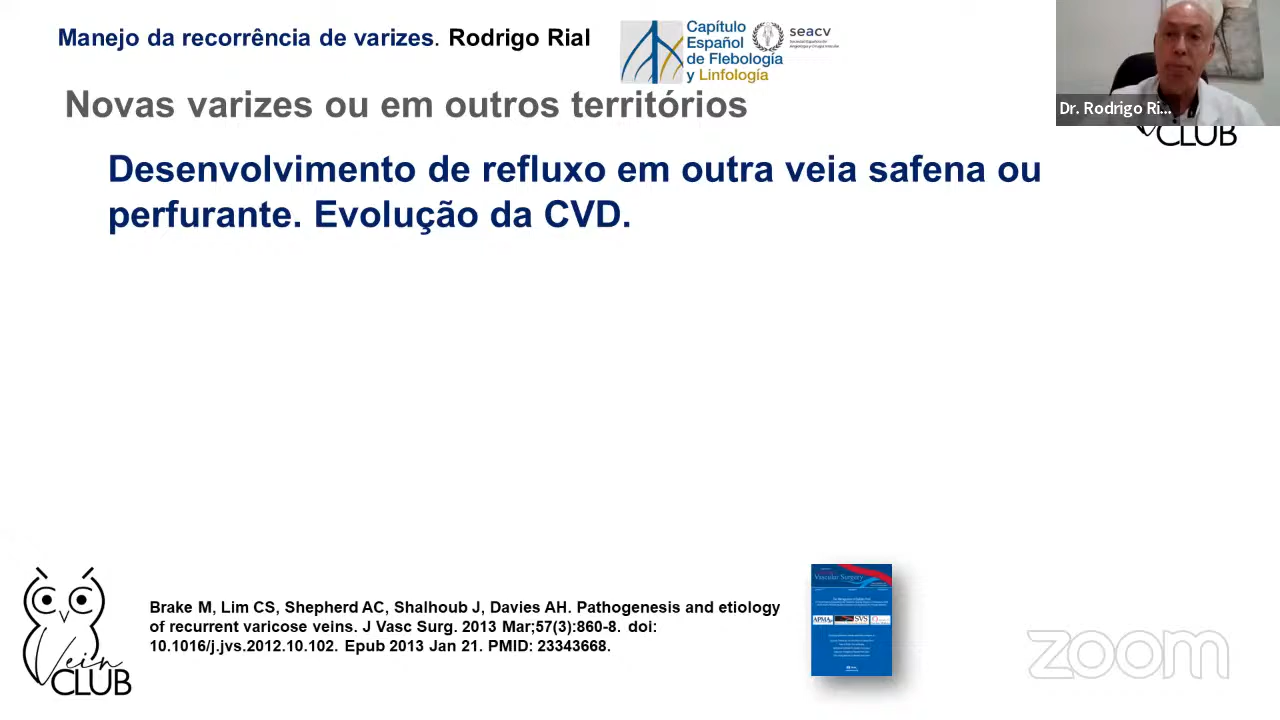 Manejo da recorrência de varizes. Rodrigo Rial
Capítulo
Español
de Flebología
y Linfología
seacv
Dr. Rodrigo Ri...
CLUB
Novas varizes ou em outros territórios
Desenvolvimento de refluxo em outra veia safena ou
perfurante. Evolução da CVD.
Brake M, Lim CS, Shepherd AC, Shalhoub J, Davies AH. Pathogenesis and etiology
of recurrent varicose veins. J Vasc Surg. 2013 Mar;57(3):860-8. doi:
10.1016/j.jvs.2012.10.102. Epub 2013 Jan 21. PMID: 23343668.
Vein
CLUB
Vascular Surgery
SVS
zoom